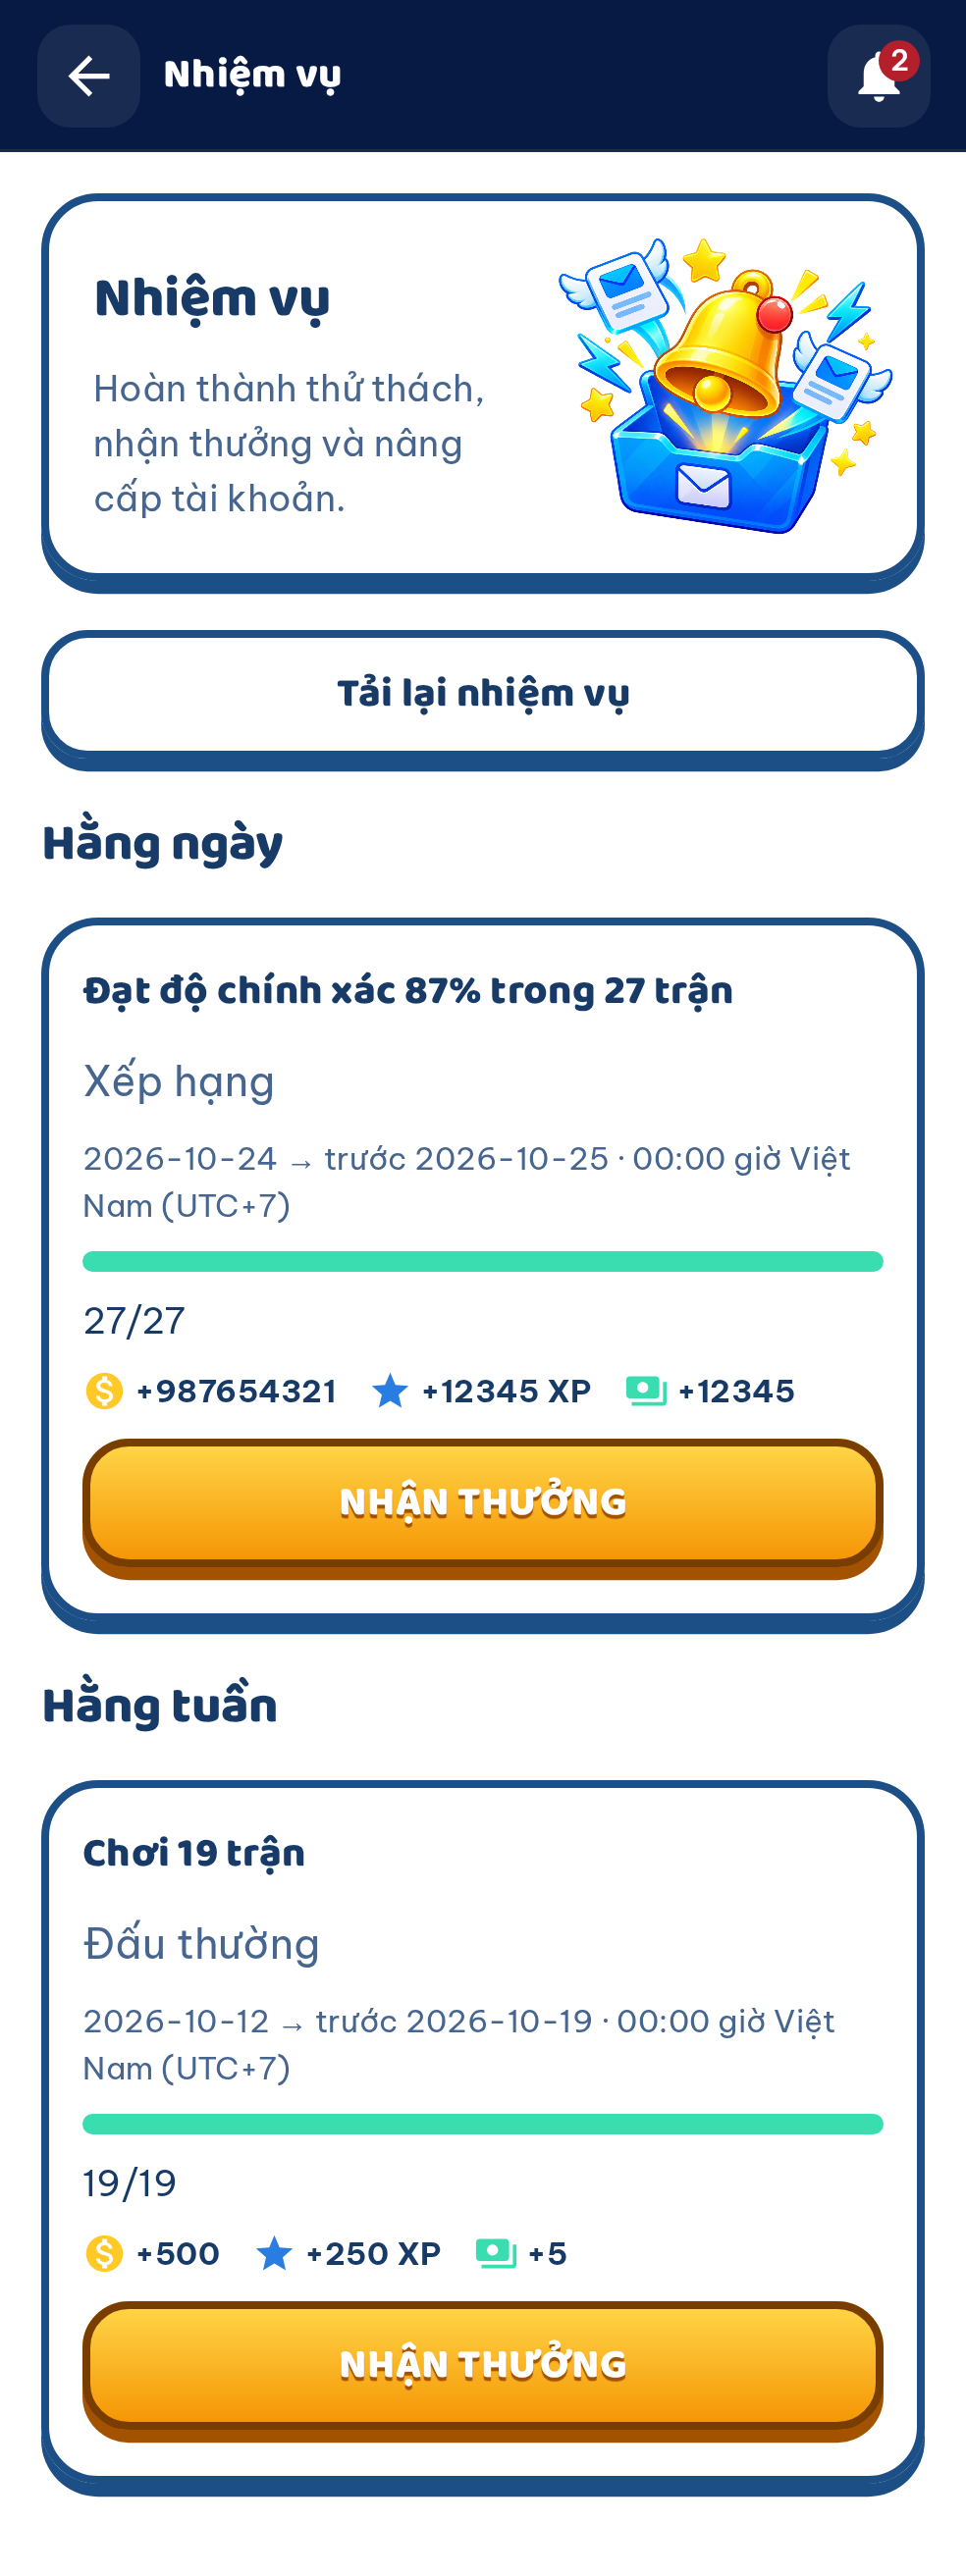 Nhiệm vụ
2
Nhiệm vụ
Hoàn thành thử thách,
nhận thưởng và nâng
cấp tài khoản.
Tải lại nhiệm vụ
Hằng ngày
Đạt độ chính xác 87% trong 27 trận
Xếp hạng
2026-10-24 → trước 2026-10-25 · 00:00 giờ Việt
Nam (UTC+7)
27/27
+987654321 +12345 XP +12345
NHẬN THƯỞNG
Hằng tuần
Chơi 19 trận
Đấu thường
2026-10-12 → trước 2026-10-19 · 00:00 giờ Việt
Nam (UTC+7)
19/19
+500 +250 XP +5
NHẬN THƯỞNG